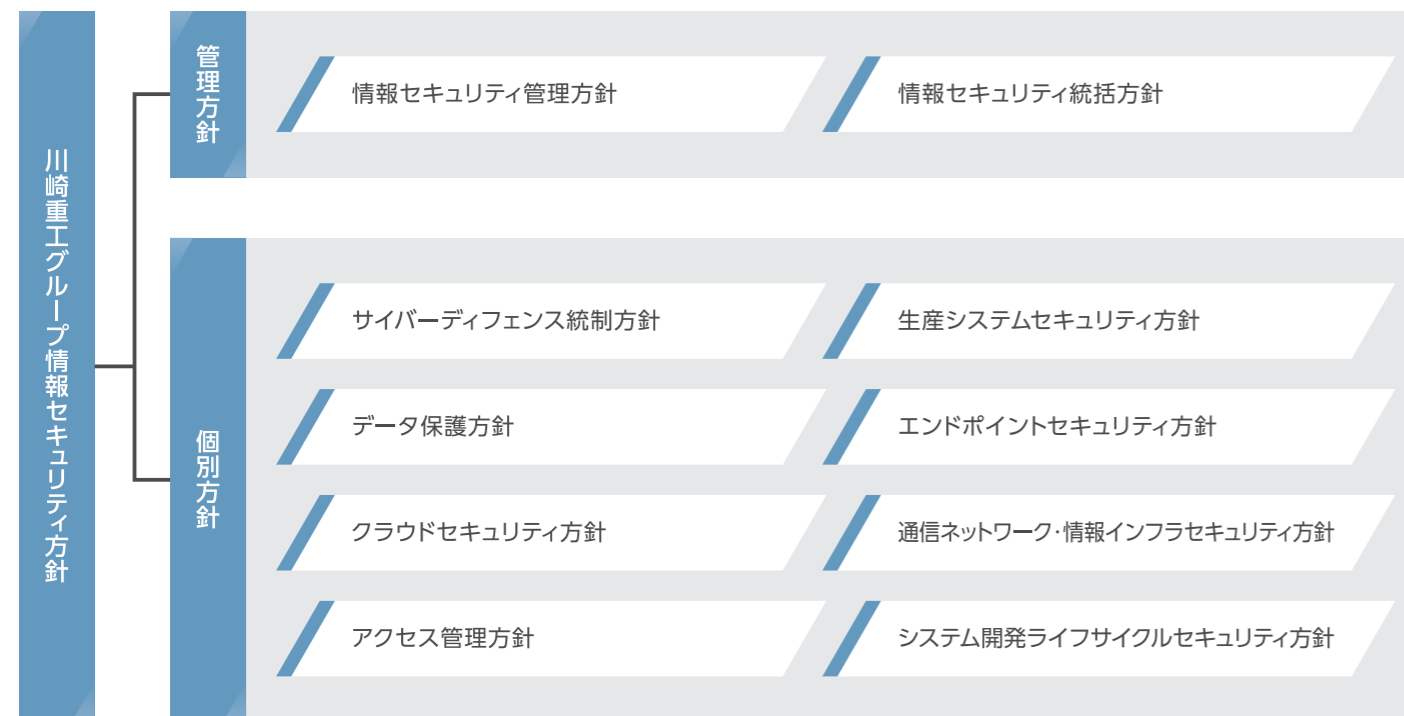 川崎重工グループ情報セキュリティ方針
管理方針
情報セキュリティ管理方針
情報セキュリティ統括方針
個別方針
サイバーディフェンス統制方針
生産システムセキュリティ方針
データ保護方針
エンドポイントセキュリティ方針
クラウドセキュリティ方針
通信ネットワーク・情報インフラセキュリティ方針
アクセス管理方針
システム開発ライフサイクルセキュリティ方針